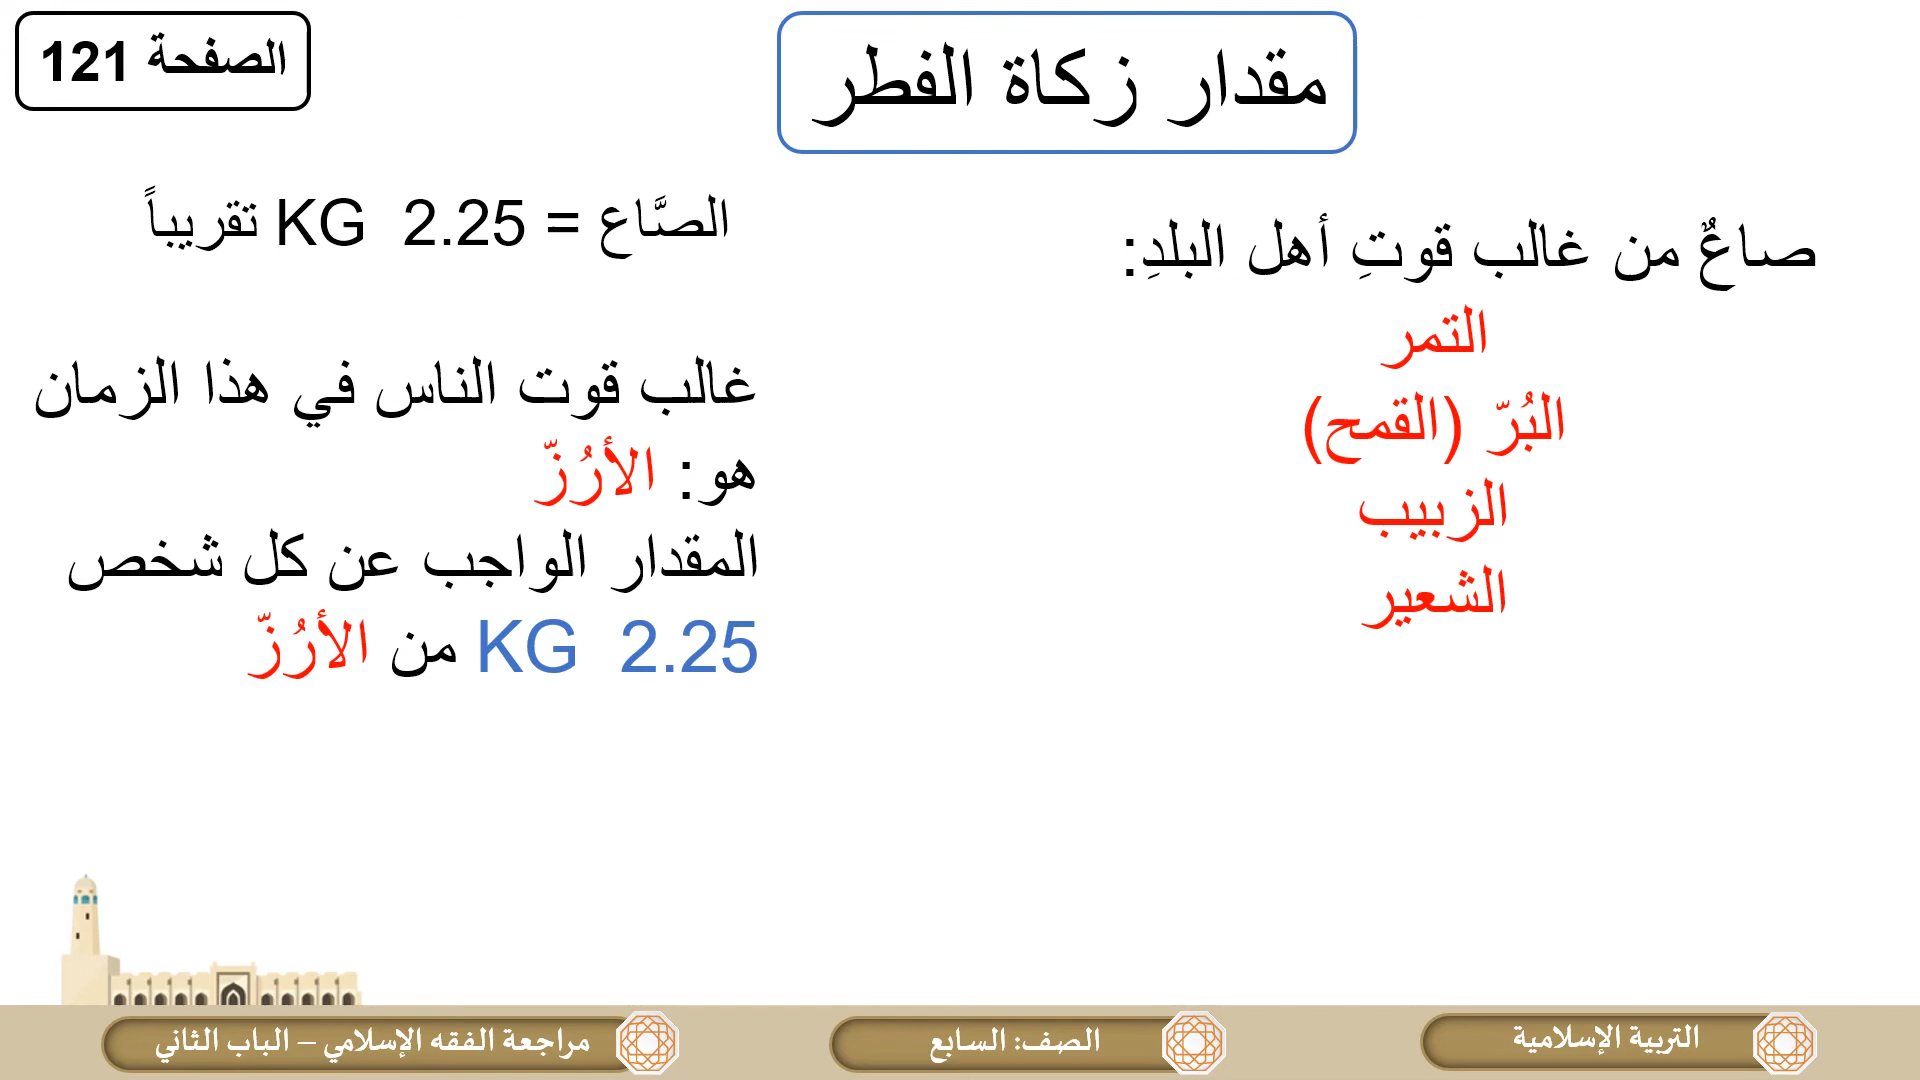 مقدار زكاة الفطر
الصفحة 121
صاعٌ من غالب قوتِ أهل البلدِ:
التمر
البُرّ (القمح)
الزبيب
الشعير
الصَّاع = 2.25 KG تقريباً
غالب قوت الناس في هذا الزمان
هو: الأرُزّ
المقدار الواجب عن كل شخص
2.25 KG من الأرُزّ
التربية الإسلامية
الصف: السابع
مراجعة الفقه الإسلامي – الباب الثاني